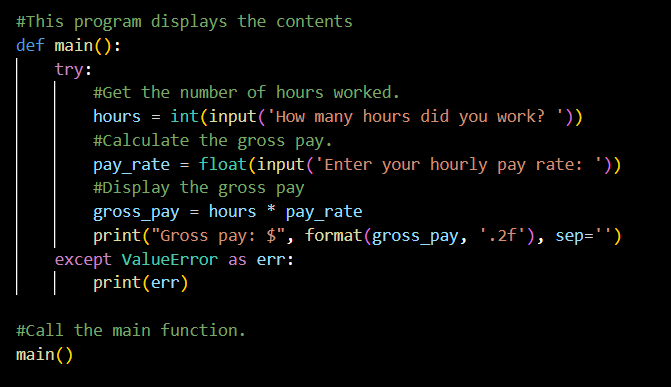 #This program displays the contents
def main():
    try:
        #Get the number of hours worked.
        hours = int(input('How many hours did you work? '))
        #Calculate the gross pay.
        pay_rate = float(input('Enter your hourly pay rate: '))
        #Display the gross pay
        gross_pay = hours * pay_rate
        print("Gross pay: $", format(gross_pay, '.2f'), sep='')
    except ValueError as err:
        print(err)

#Call the main function.
main()